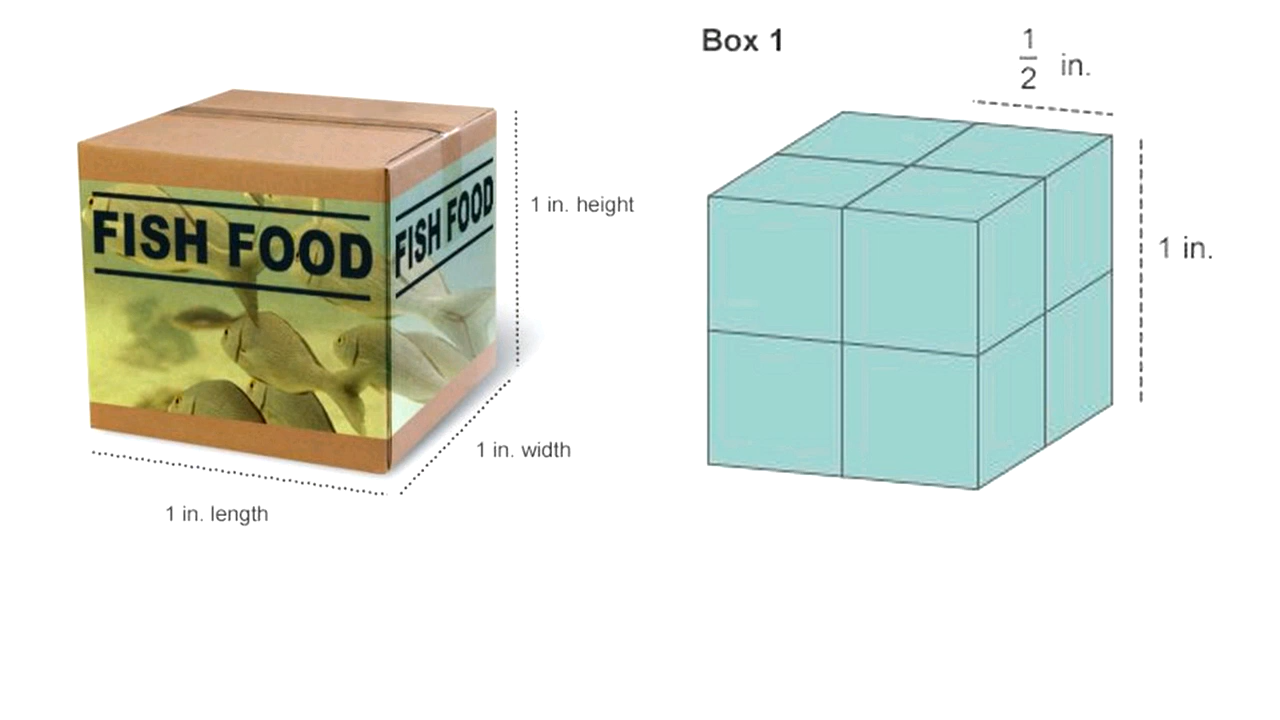 FISH FOOD
FISH FOOD
1 in. height
1 in. width
1 in. length
Box 1
1/2 in.
1 in.